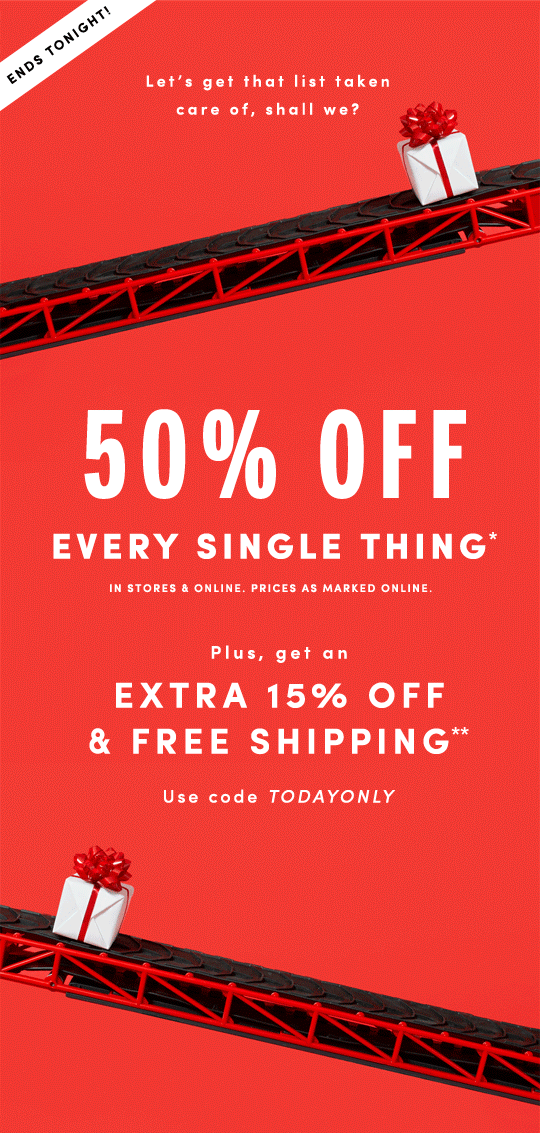 ENDS TONIGHT!
Let's get that list taken
care of, shall we?
50% OFF
EVERY SINGLE THING*
IN STORES & ONLINE. PRICES AS MARKED ONLINE.
Plus, get an
EXTRA 15% OFF
& FREE SHIPPING**
Use code TODAYONLY